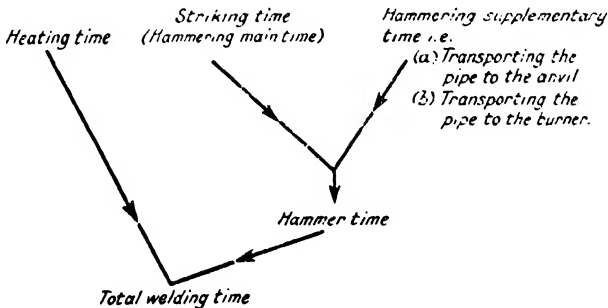 Heating time
Striking time
(Hammering main time)
Hammering supplementary
time i.e.
(a) Transporting the
pipe to the anvil
(b) Transporting the
pipe to the burner.
Hammer time
Total welding time